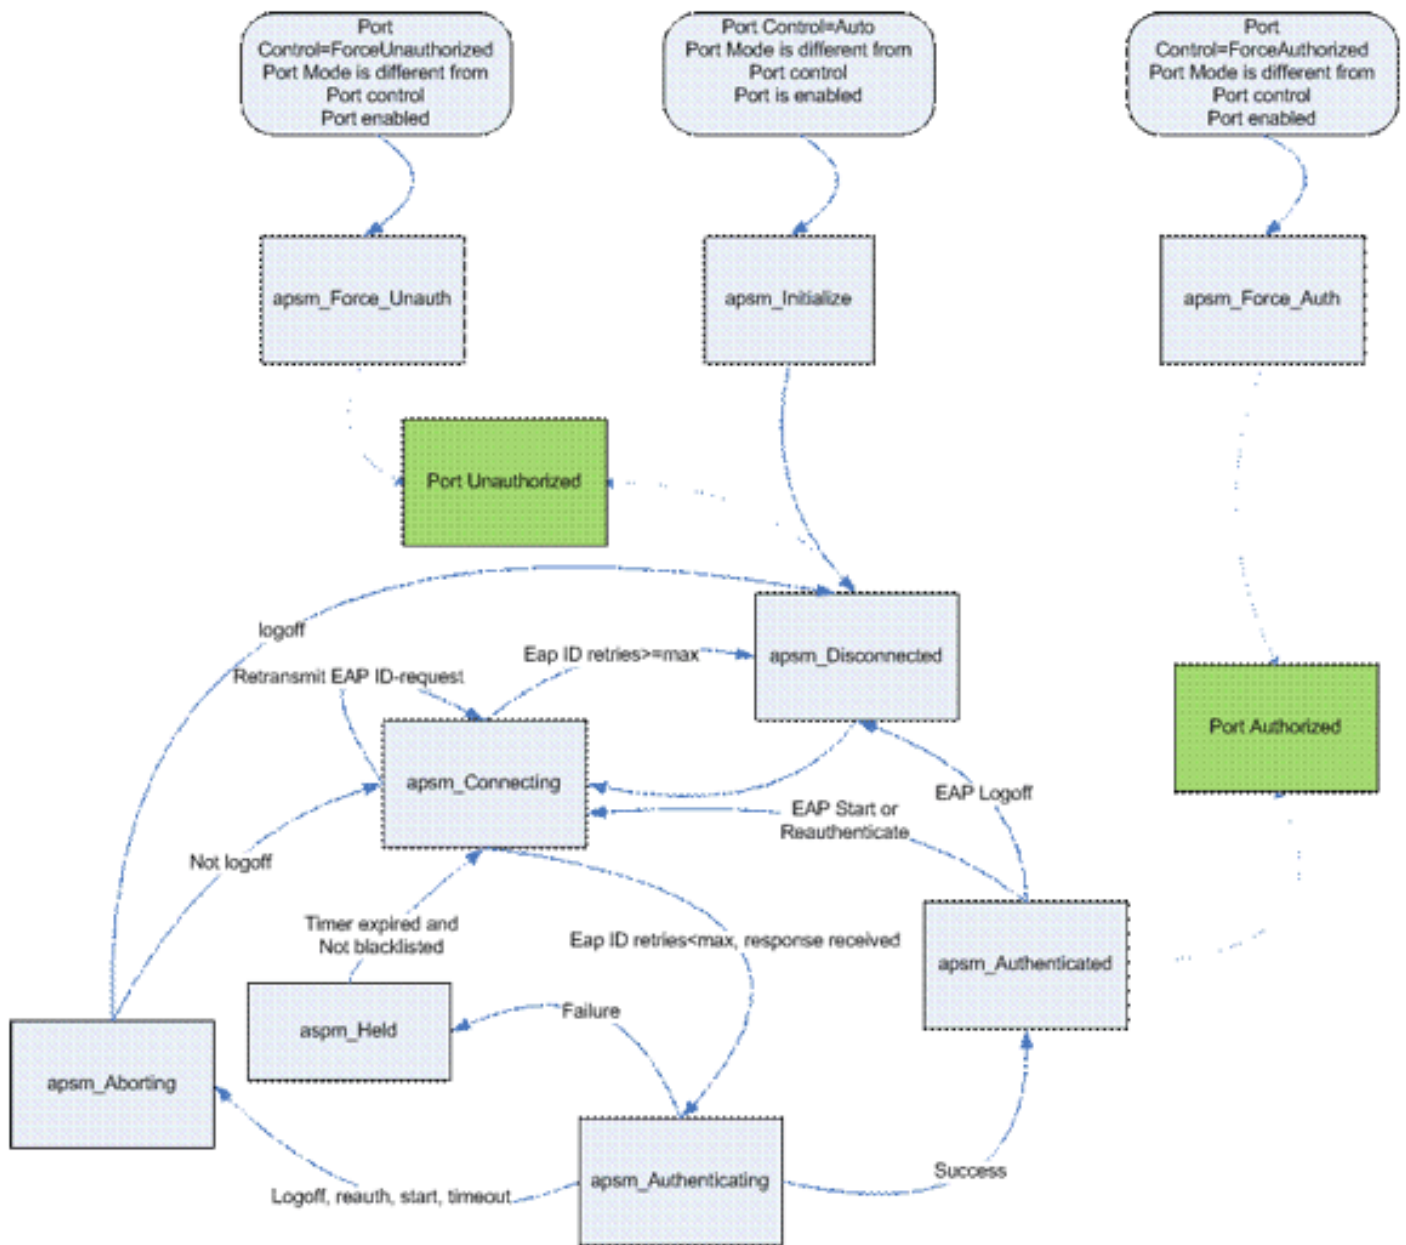 Port
Control=ForceUnauthorized
Port Mode is different from
Port control
Port enabled
Port Control=Auto
Port Mode is different from
Port control
Port is enabled
Port
Control=ForceAuthorized
Port Mode is different from
Port control
Port enabled
apsm_Force_Unauth
apsm_Initialize
apsm_Force_Auth
Port Unauthorized
logoff
Eap ID retries>=max
apsm_Disconnected
Retransmit EAP ID-request
Port Authorized
apsm_Connecting
EAP Logoff
EAP Start or
Reauthenticate
Not logoff
Timer expired and
Not blacklisted
Eap ID retries<max, response received
apsm_Authenticated
Failure
aspm_Held
apsm_Aborting
Success
apsm_Authenticating
Logoff, reauth, start, timeout